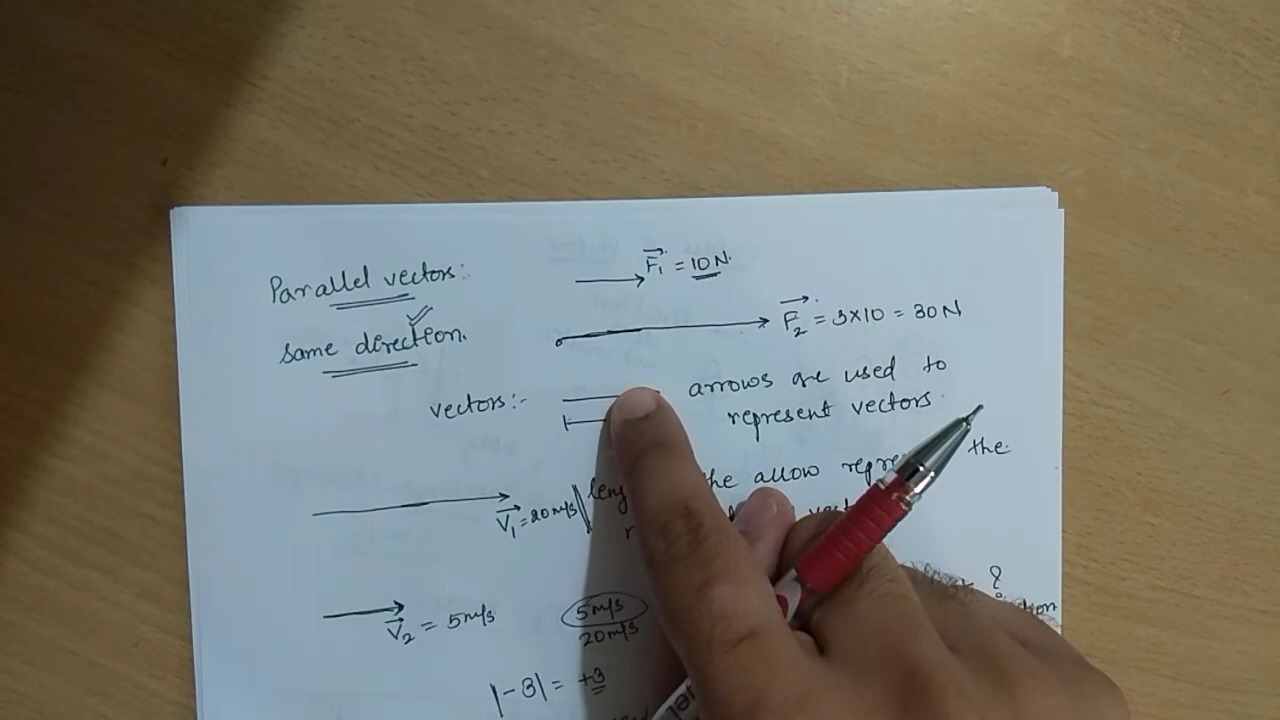 Parallel vectors:
F₁ = 10N.
same direction.
F₂ = 3×10 = 30 N
vectors:-
arrows are used to
represent vectors.
the allow the
V₁ = 20 m/s
V₂ = 5 m/s
5 m/s
20 m/s
|-3| = +3